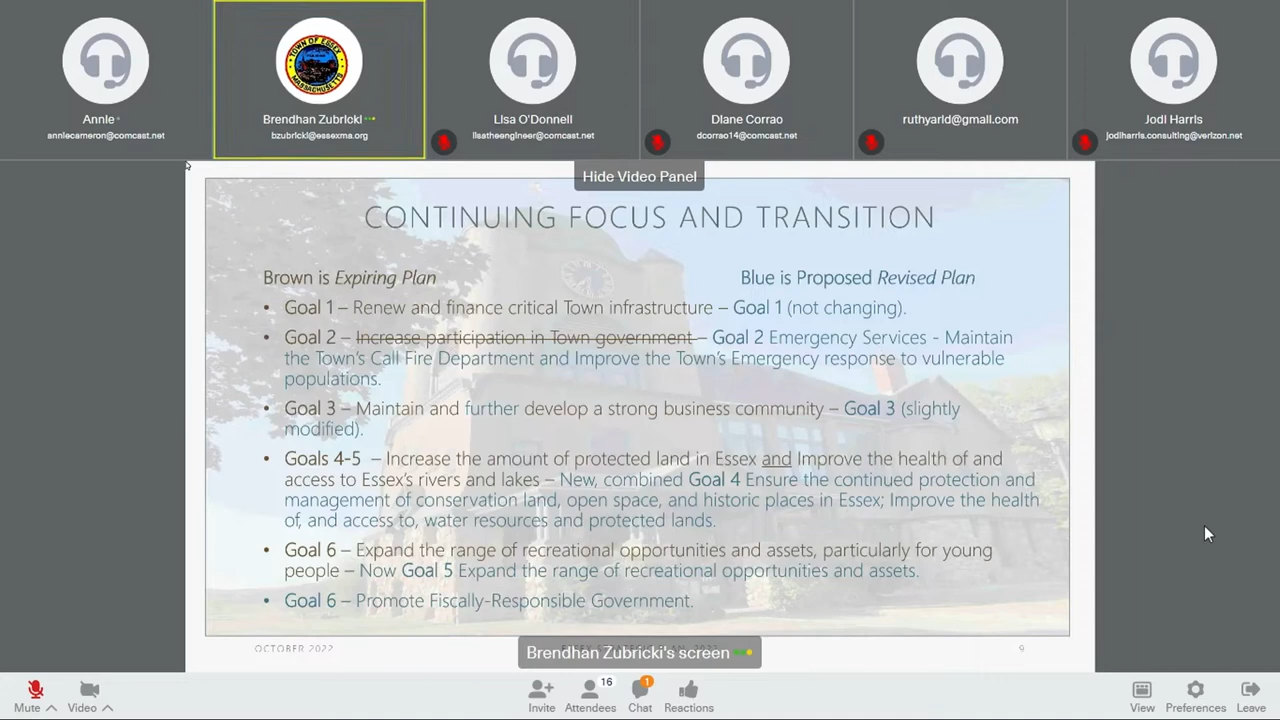 Annie
anniecameron@comcast.net
TOWN OF ESSEX
MASSACHUSETTS
Brendhan Zubricki
bzubricki@essexma.org
Lisa O'Donnell
lisatheengineer@comcast.net
Diane Corrao
dcorrao14@comcast.net
ruthyarid@gmail.com
Jodi Harris
jodiharris.consulting@verizon.net
Hide Video Panel
CONTINUING FOCUS AND TRANSITION
Brown is Expiring Plan
Blue is Proposed Revised Plan
• Goal 1 – Renew and finance critical Town infrastructure – Goal 1 (not changing).
• Goal 2 – Increase participation in Town government – Goal 2 Emergency Services - Maintain
the Town's Call Fire Department and Improve the Town's Emergency response to vulnerable
populations.
• Goal 3 – Maintain and further develop a strong business community – Goal 3 (slightly
modified).
• Goals 4-5 – Increase the amount of protected land in Essex and Improve the health of and
access to Essex's rivers and lakes – New, combined Goal 4 Ensure the continued protection and
management of conservation land, open space, and historic places in Essex; Improve the health
of, and access to, water resources and protected lands.
• Goal 6 – Expand the range of recreational opportunities and assets, particularly for young
people – Now Goal 5 Expand the range of recreational opportunities and assets.
• Goal 6 – Promote Fiscally-Responsible Government.
OCTOBER 2022
9
Brendhan Zubricki's screen
Mute
Video
Invite
16
Attendees
1
Chat
Reactions
View
Preferences
Leave